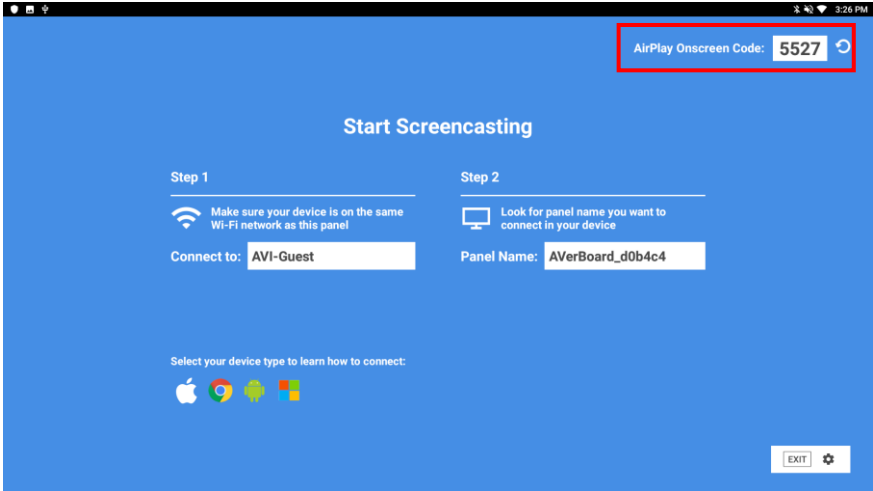 3:26 PM
AirPlay Onscreen Code: 5527
Start Screencasting
Step 1
Make sure your device is on the same
Wi-Fi network as this panel
Connect to: AVI-Guest
Step 2
Look for panel name you want to
connect in your device
Panel Name: AVerBoard_d0b4c4
Select your device type to learn how to connect:
EXIT